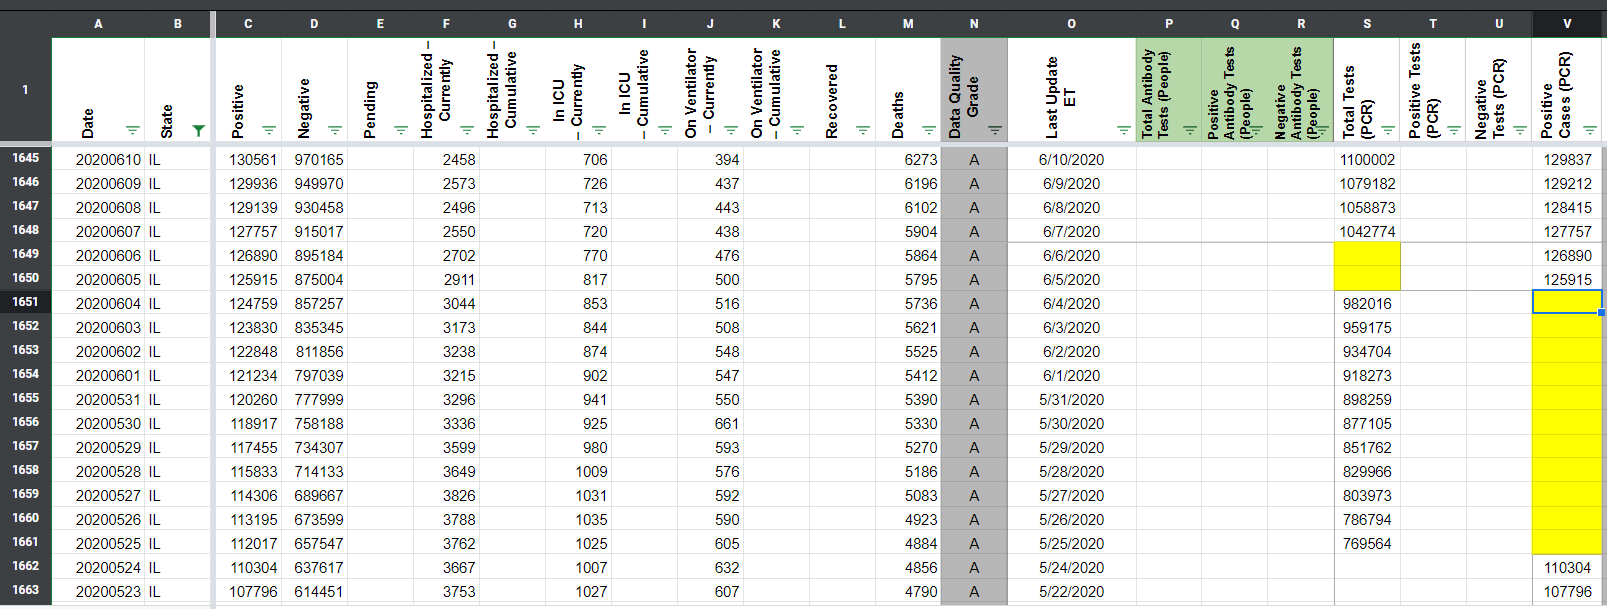 A B C D E F G H I J K L M N O P Q R S T U V
1 Date State Positive Negative Pending Hospitalized – Currently Hospitalized – Cumulative In ICU – Currently In ICU – Cumulative On Ventilator – Currently On Ventilator – Cumulative Recovered Deaths Data Quality Grade Last Update ET Total Antibody Tests (People) Positive Antibody Tests (People) Negative Antibody Tests (People) Total Tests (PCR) Positive Tests (PCR) Negative Tests (PCR) Positive Cases (PCR)
1645 20200610 IL 130561 970165 2458 706 394 6273 A 6/10/2020 1100002 129837
1646 20200609 IL 129936 949970 2573 726 437 6196 A 6/9/2020 1079182 129212
1647 20200608 IL 129139 930458 2496 713 443 6102 A 6/8/2020 1058873 128415
1648 20200607 IL 127757 915017 2550 720 438 5904 A 6/7/2020 1042774 127757
1649 20200606 IL 126890 895184 2702 770 476 5864 A 6/6/2020 126890
1650 20200605 IL 125915 875004 2911 817 500 5795 A 6/5/2020 125915
1651 20200604 IL 124759 857257 3044 853 516 5736 A 6/4/2020 982016
1652 20200603 IL 123830 835345 3173 844 508 5621 A 6/3/2020 959175
1653 20200602 IL 122848 811856 3238 874 548 5525 A 6/2/2020 934704
1654 20200601 IL 121234 797039 3215 902 547 5412 A 6/1/2020 918273
1655 20200531 IL 120260 777999 3296 941 550 5390 A 5/31/2020 898259
1656 20200530 IL 118917 758188 3336 925 661 5330 A 5/30/2020 877105
1657 20200529 IL 117455 734307 3599 980 593 5270 A 5/29/2020 851762
1658 20200528 IL 115833 714133 3649 1009 576 5186 A 5/28/2020 829966
1659 20200527 IL 114306 689667 3826 1031 592 5083 A 5/27/2020 803973
1660 20200526 IL 113195 673599 3788 1035 590 4923 A 5/26/2020 786794
1661 20200525 IL 112017 657547 3762 1025 605 4884 A 5/25/2020 769564
1662 20200524 IL 110304 637617 3667 1007 632 4856 A 5/24/2020 110304
1663 20200523 IL 107796 614451 3753 1027 607 4790 A 5/22/2020 107796